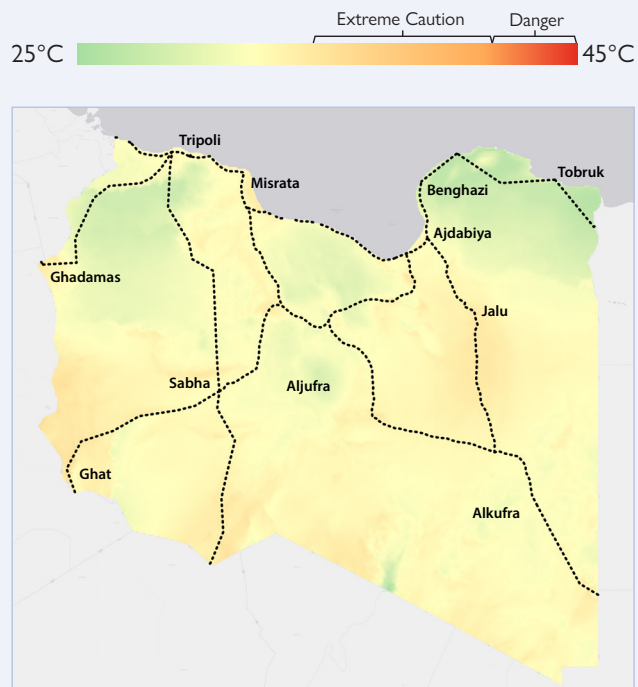 Extreme Caution Danger
25°C 45°C
Tripoli
Misrata
Tobruk
Benghazi
Ajdabiya
Ghadamas
Jalu
Sabha
Aljufra
Ghat
Alkufra